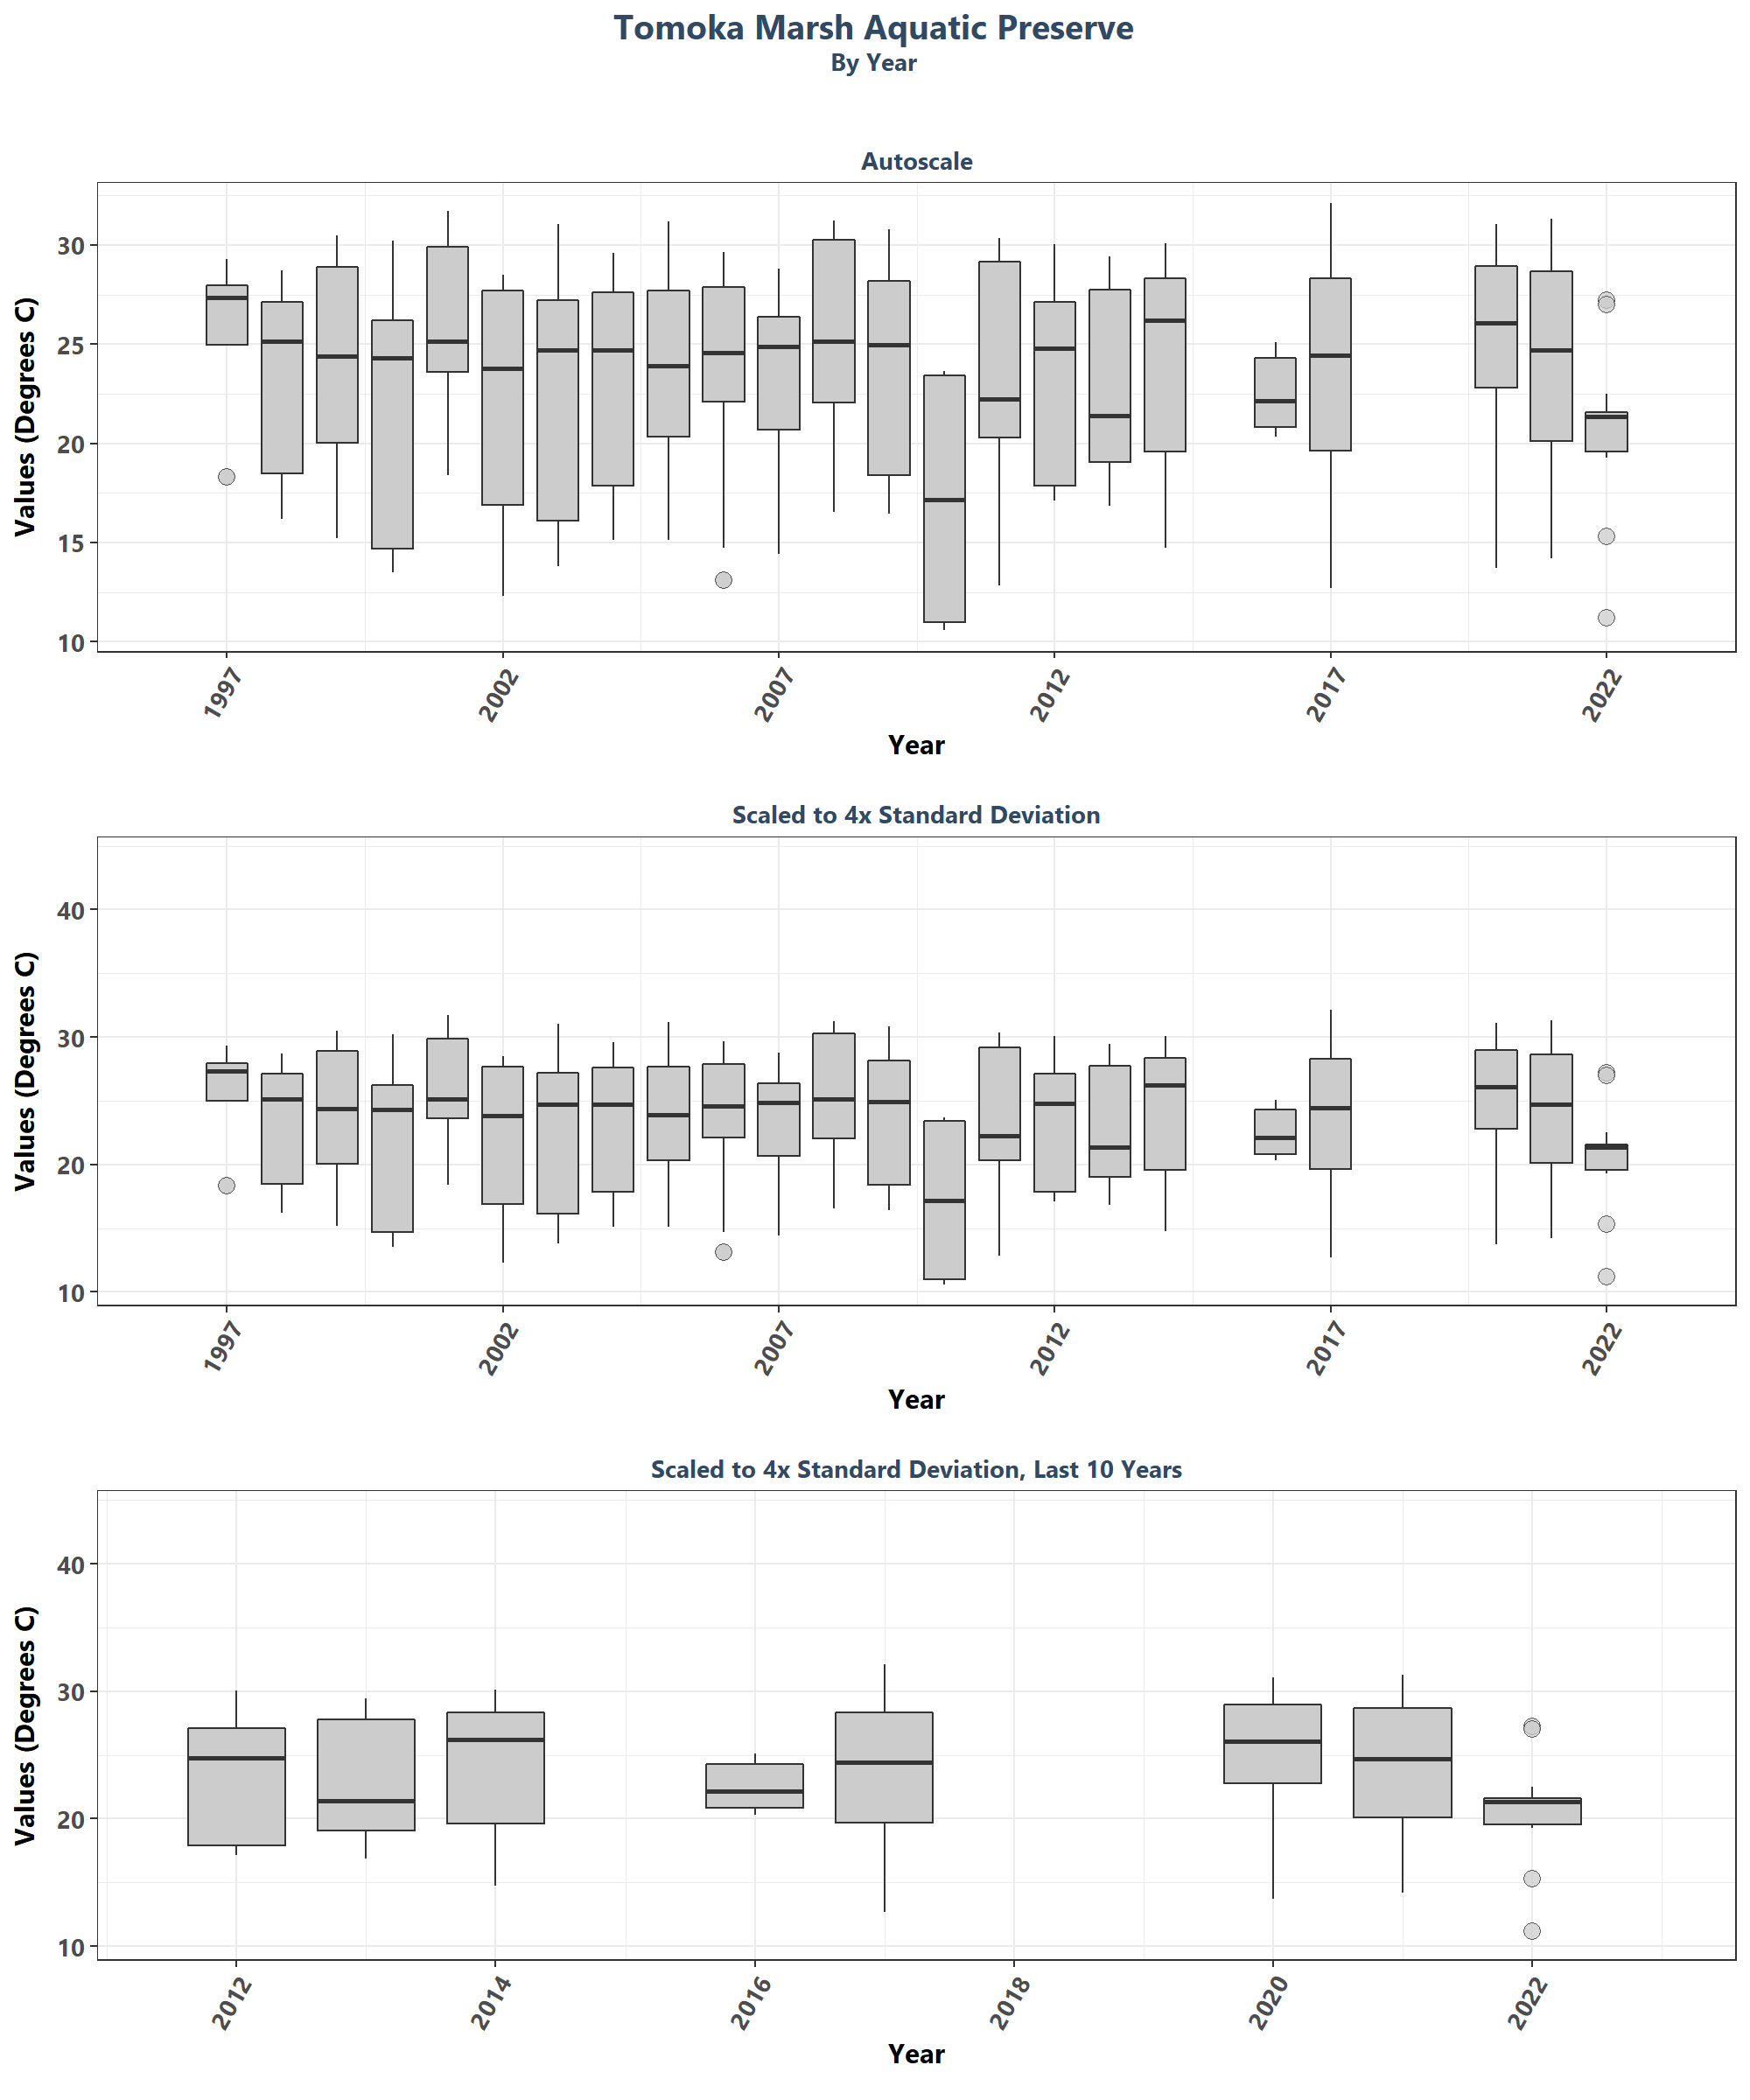 Tomoka Marsh Aquatic Preserve
By Year
Autoscale
Values (Degrees C)
30
25
20
15
10
1997
2002
2007
2012
2017
2022
Year
Scaled to 4x Standard Deviation
Values (Degrees C)
40
30
20
10
1997
2002
2007
2012
2017
2022
Year
Scaled to 4x Standard Deviation, Last 10 Years
Values (Degrees C)
40
30
20
10
2012
2014
2016
2018
2020
2022
Year